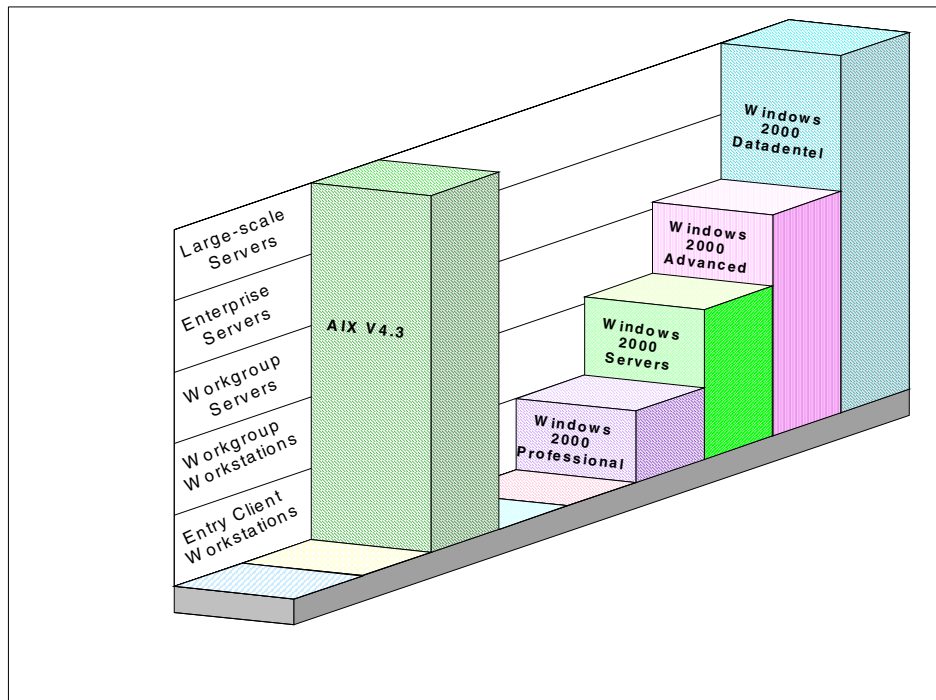 Large-scale
Servers
Enterprise
Servers
Workgroup
Servers
Workgroup
Workstations
Entry Client
Workstations
AIX V4.3
Windows
2000
Professional
Windows
2000
Servers
Windows
2000
Advanced
Windows
2000
Datadentel